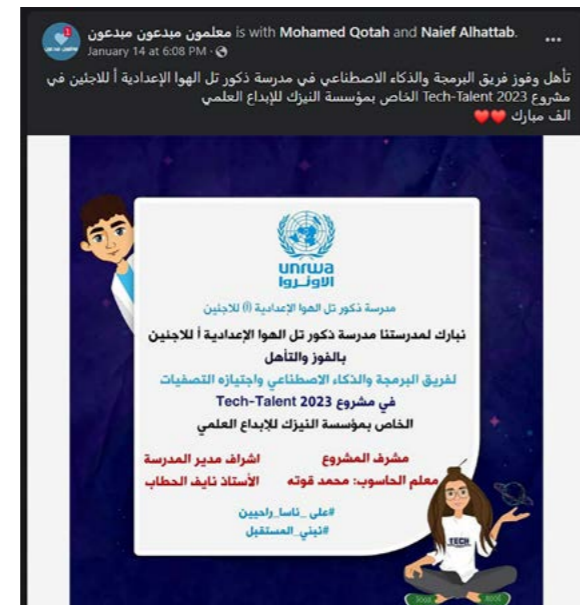 معلمون مبدعون مبدعون is with Mohamed Qotah and Naief Alhattab.
January 14 at 6:08 PM
تأهل وفوز فريق البرمجة والذكاء الاصطناعي في مدرسة ذكور تل الهوا الإعدادية أ للاجئين في
مشروع Tech-Talent 2023 الخاص بمؤسسة النيزك للإبداع العلمي
الف مبارك
unrwa
الاونروا
مدرسة ذكور تل الهوا الإعدادية (أ) للاجئين
نبارك لمدرستنا مدرسة ذكور تل الهوا الإعدادية أ للاجئين
بالفوز والتأهل
لفريق البرمجة والذكاء الاصطناعي واجتيازه التصفيات
في مشروع Tech-Talent 2023
الخاص بمؤسسة النيزك للإبداع العلمي
مشرف المشروع
معلم الحاسوب: محمد قوته
اشراف مدير المدرسة
الأستاذ نايف الحطاب
#على_ناسا_راحيين
#نبني_المستقبل
TECH